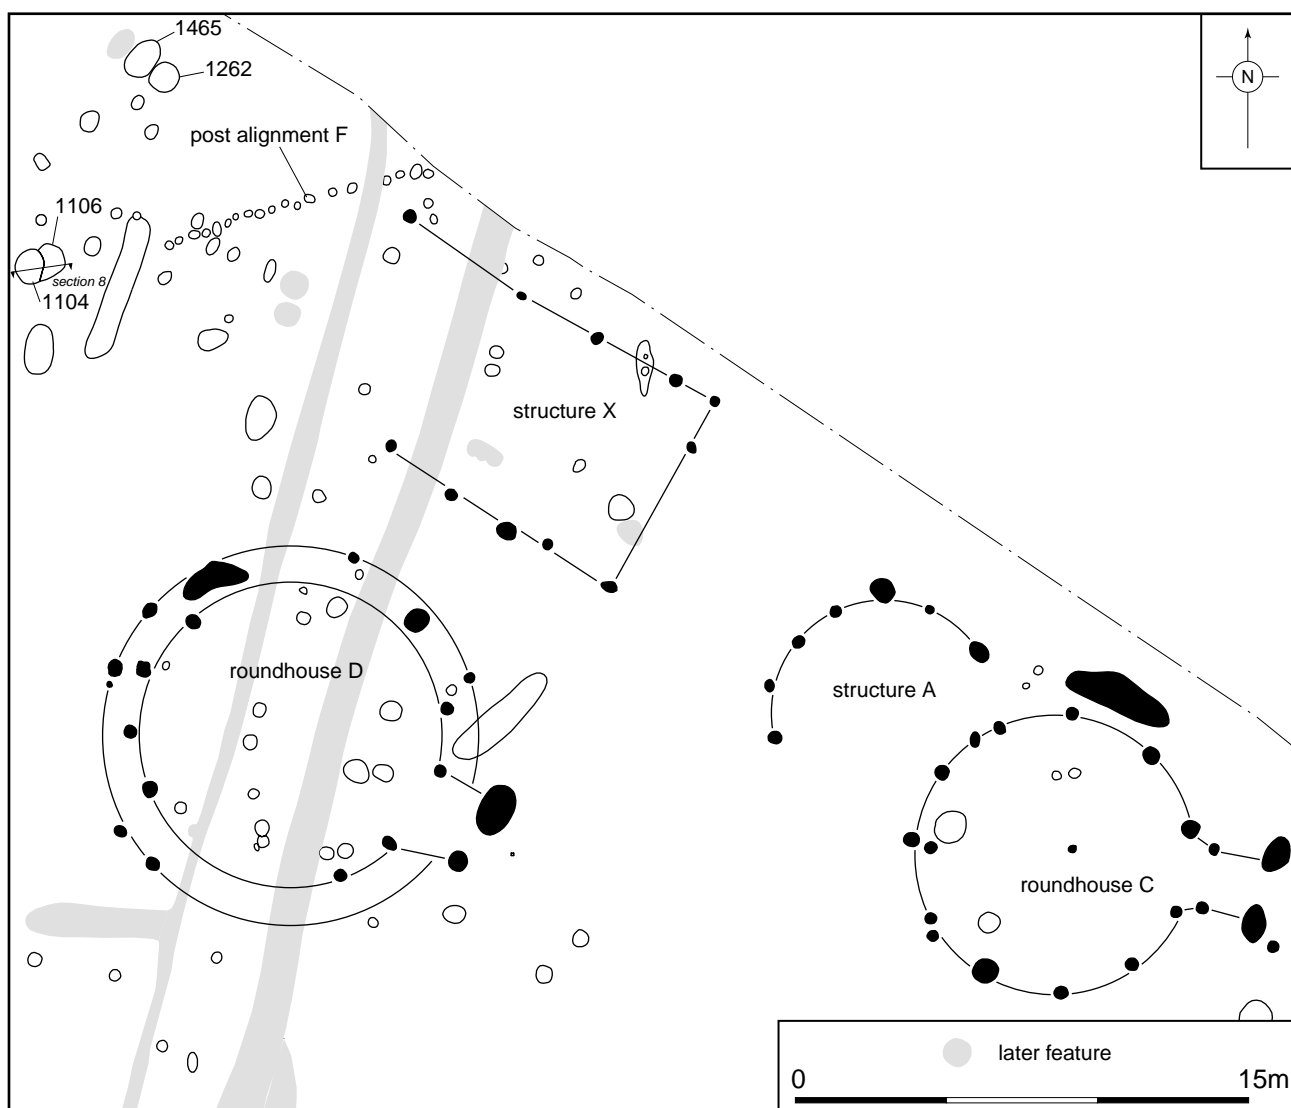 1465
1262
N
post alignment F
1106
section 8
1104
structure X
roundhouse D
structure A
roundhouse C
later feature
0 15m